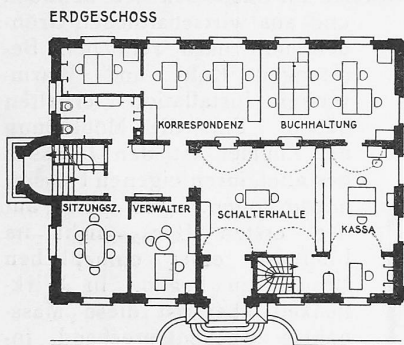 ERDGESCHOSS
KORRESPONDENZ
BUCHHALTUNG
SITZUNGSZ.
VERWALTER
SCHALTERHALLE
KASSA